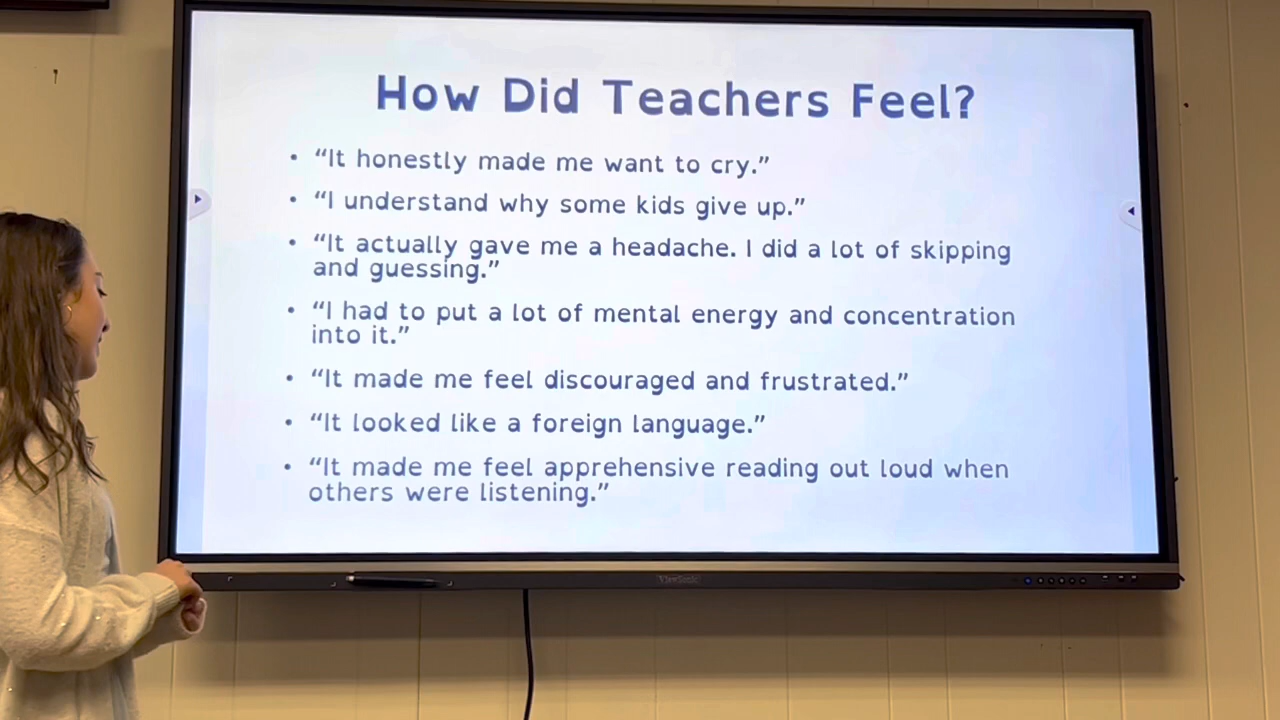 How Did Teachers Feel?
• “It honestly made me want to cry.”
• “I understand why some kids give up.”
• “It actually gave me a headache. I did a lot of skipping
and guessing.”
• “I had to put a lot of mental energy and concentration
into it.”
• “It made me feel discouraged and frustrated.”
• “It looked like a foreign language.”
• “It made me feel apprehensive reading out loud when
others were listening.”
ViewSonic